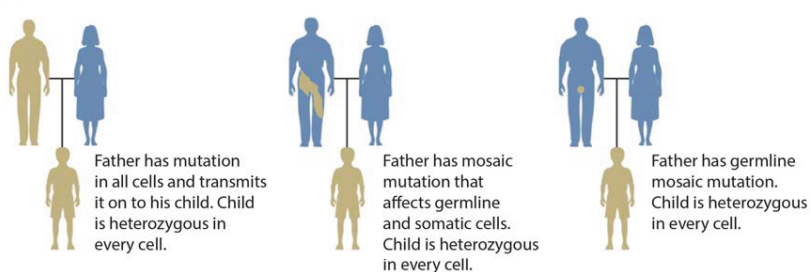 Father has mutation
in all cells and transmits
it on to his child. Child
is heterozygous in
every cell.
Father has mosaic
mutation that
affects germline
and somatic cells.
Child is heterozygous
in every cell.
Father has germline
mosaic mutation.
Child is heterozygous
in every cell.